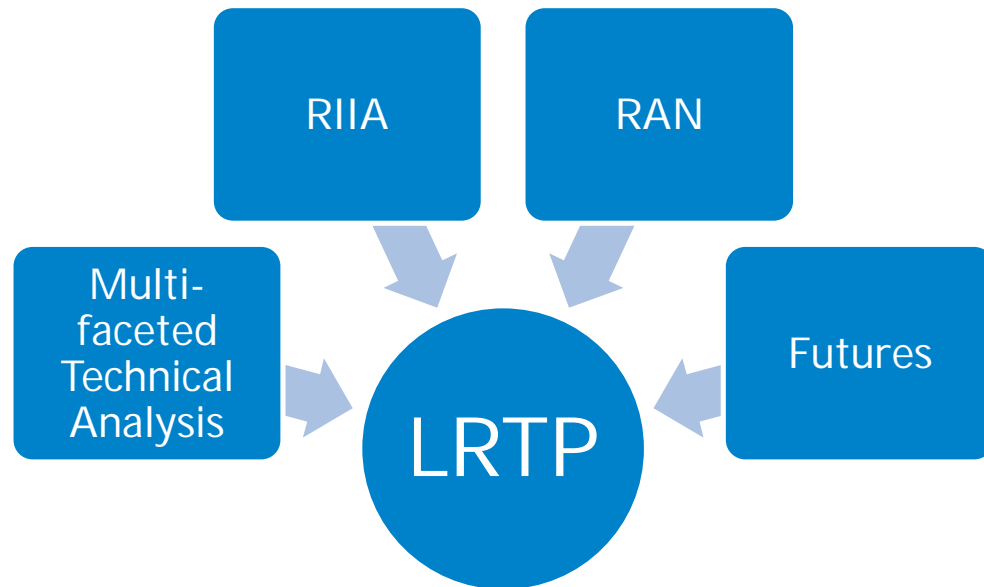 RIIA
RAN
Multi-
faceted
Technical
Analysis
Futures
LRTP